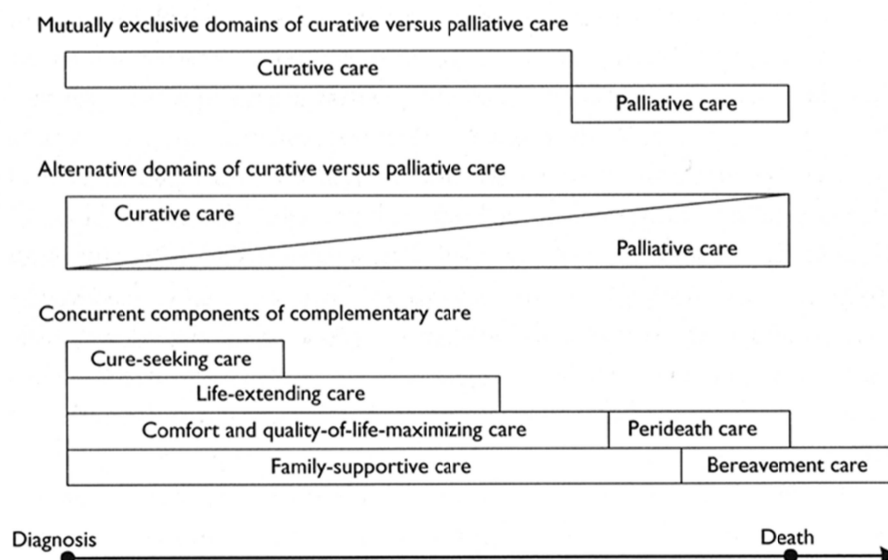 Mutually exclusive domains of curative versus palliative care
Curative care
Palliative care
Alternative domains of curative versus palliative care
Curative care
Palliative care
Concurrent components of complementary care
Cure-seeking care
Life-extending care
Comfort and quality-of-life-maximizing care
Perideath care
Family-supportive care
Bereavement care
Diagnosis
Death